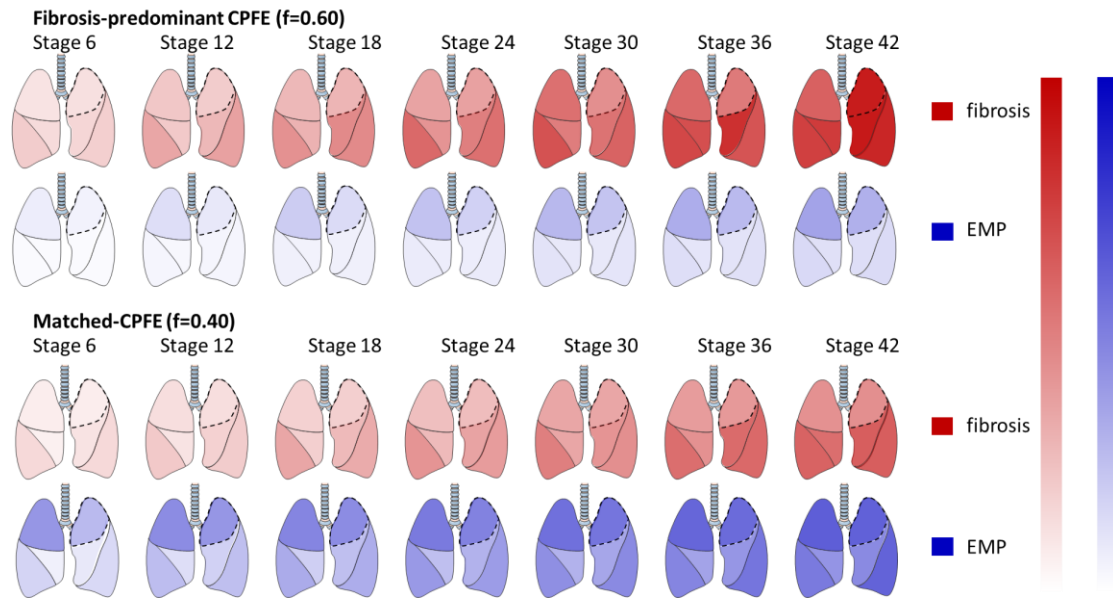 Fibrosis-predominant CPFE (f=0.60)
Stage 6 Stage 12 Stage 18 Stage 24 Stage 30 Stage 36 Stage 42
fibrosis
EMP
Matched-CPFE (f=0.40)
Stage 6 Stage 12 Stage 18 Stage 24 Stage 30 Stage 36 Stage 42
fibrosis
EMP